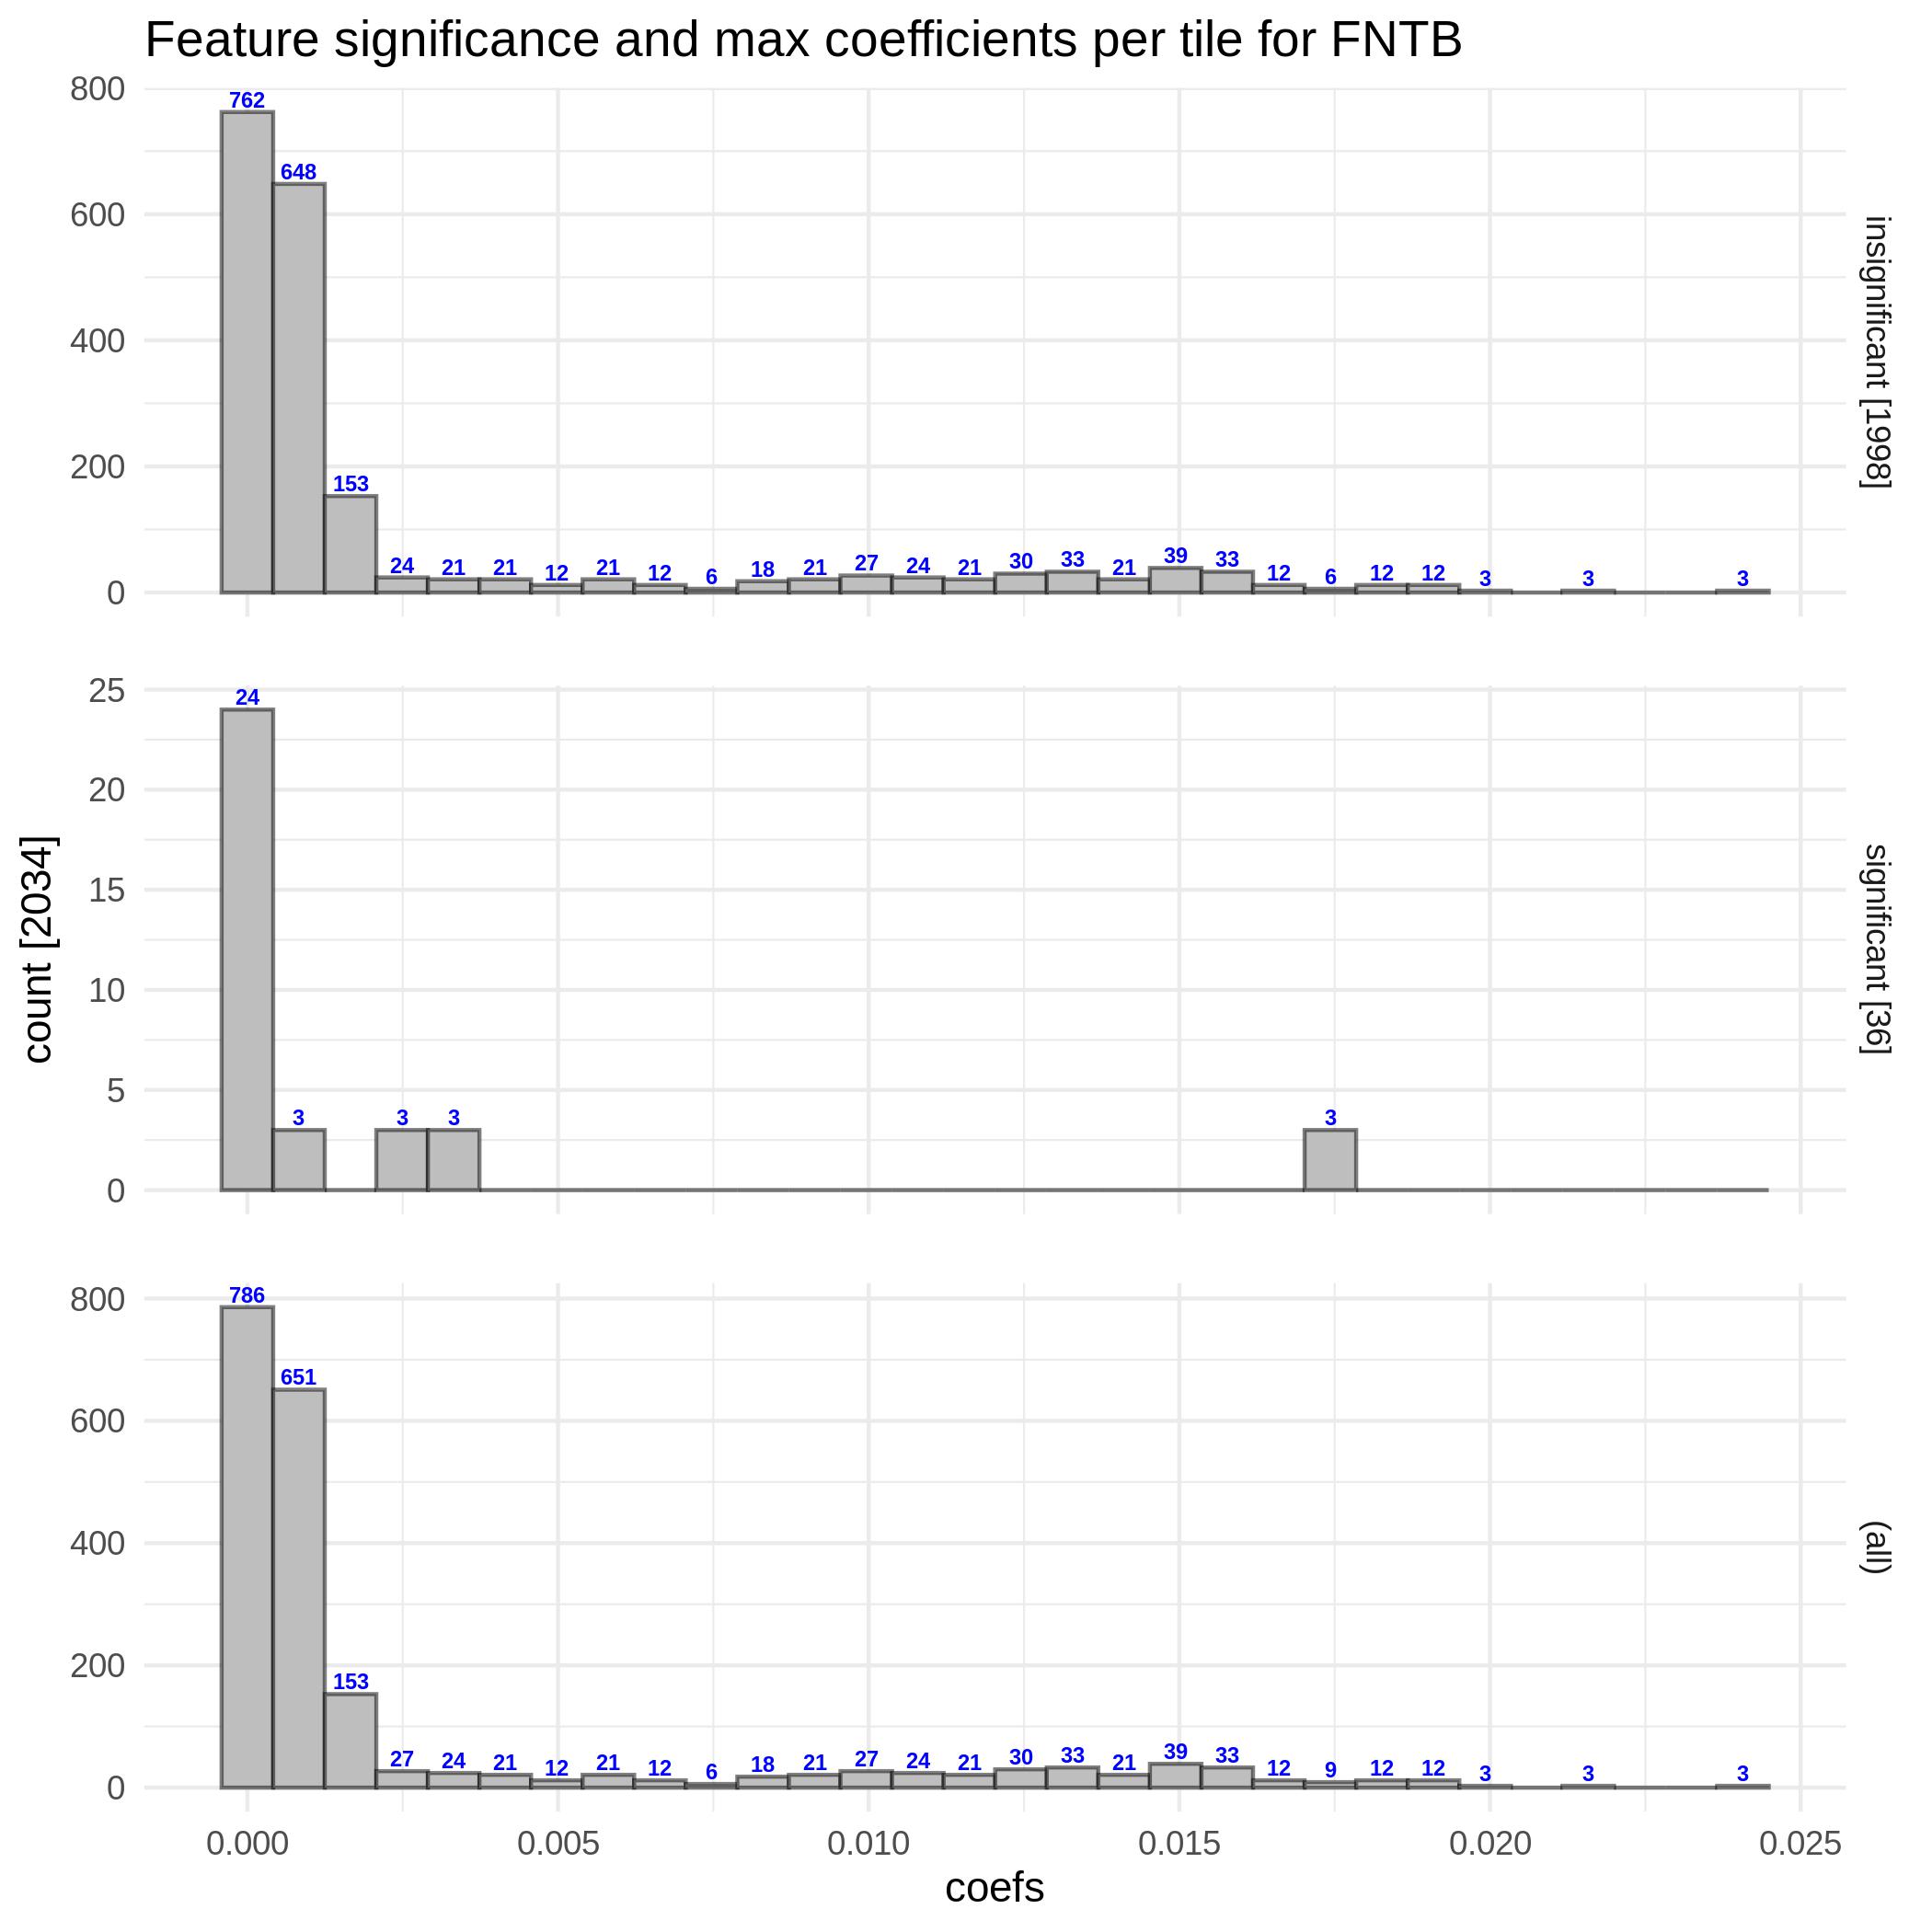 Feature significance and max coefficients per tile for FNTB
800
600
400
200
0
762
648
153
24 21 21 12 21 12 6 18 21 27 24 21 30 33 21 39 33 12 6 12 12 3 3 3
insignificant [1998]
25
20
15
10
5
0
24
3 3 3 3
significant [36]
count [2034]
800
600
400
200
0
786
651
153
27 24 21 12 21 12 6 18 21 27 24 21 30 33 21 39 33 12 9 12 12 3 3 3
(all)
0.000 0.005 0.010 0.015 0.020 0.025
coefs